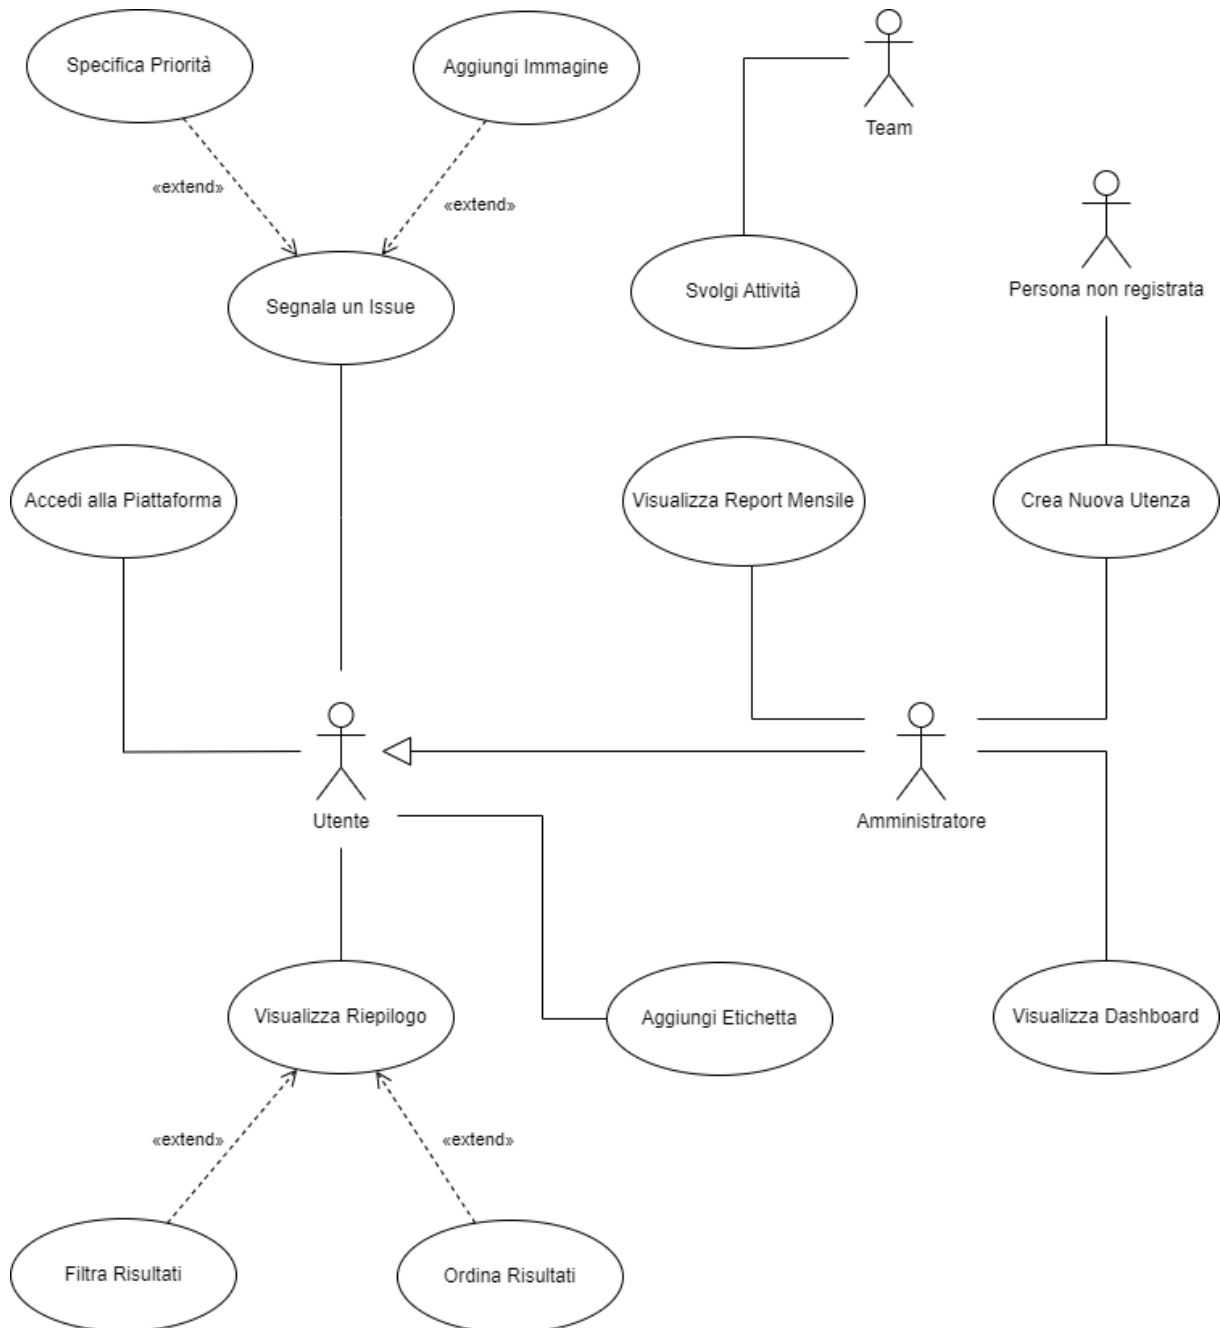 Specifica Priorità
Aggiungi Immagine
Team
«extend»
«extend»
Persona non registrata
Segnala un Issue
Svolgi Attività
Accedi alla Piattaforma
Visualizza Report Mensile
Crea Nuova Utenza
Utente
Amministratore
Visualizza Riepilogo
Aggiungi Etichetta
Visualizza Dashboard
«extend»
«extend»
Filtra Risultati
Ordina Risultati